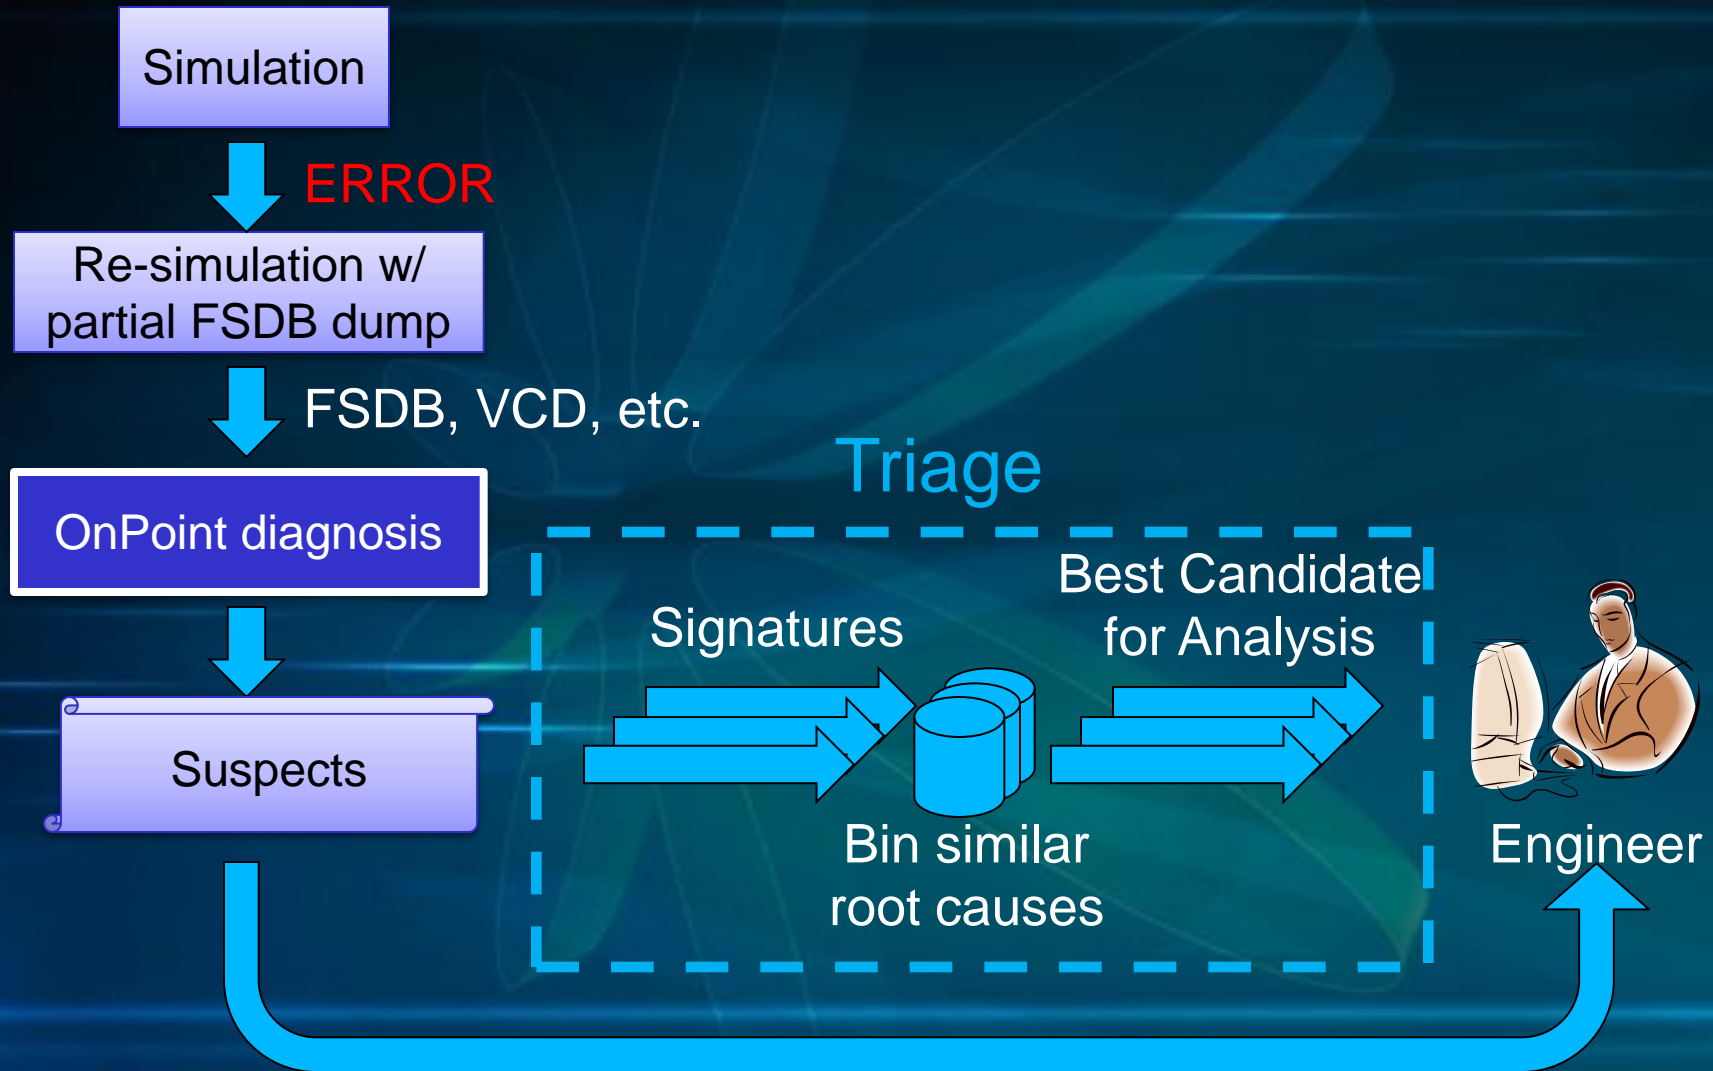 Simulation
ERROR
Re-simulation w/
partial FSDB dump
FSDB, VCD, etc.
OnPoint diagnosis
Suspects
Triage
Signatures
Bin similar
root causes
Best Candidate
for Analysis
Engineer